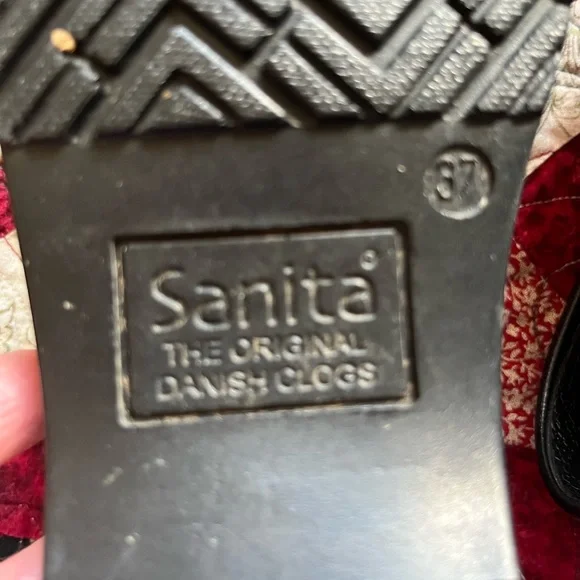 37
Sanita®
THE ORIGINAL
DANISH CLOGS